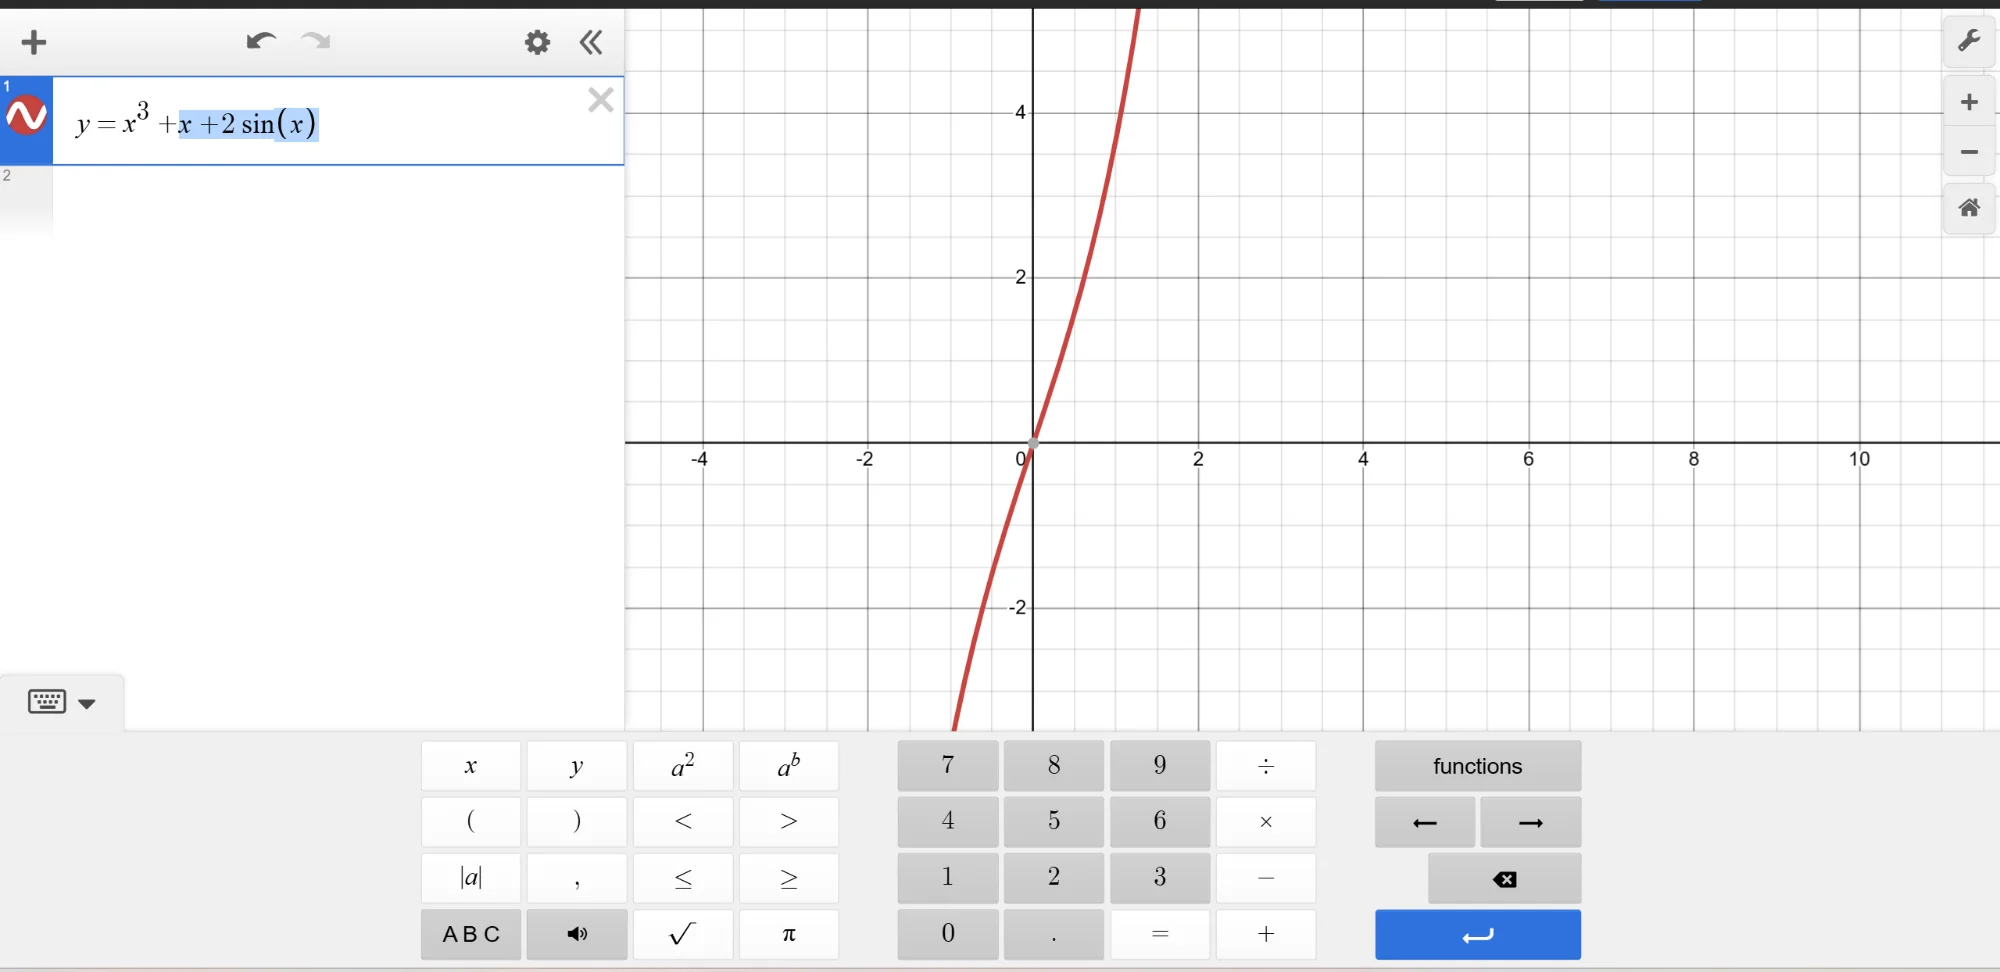 1
y = x³ + x + 2 sin(x)
2
4
2
-4 -2 0 2 4 6 8 10
-2
x y a² aᵇ 7 8 9 ÷ functions
( ) < > 4 5 6 × ← →
|a| , ≤ ≥ 1 2 3 −
A B C √ π 0 . = +